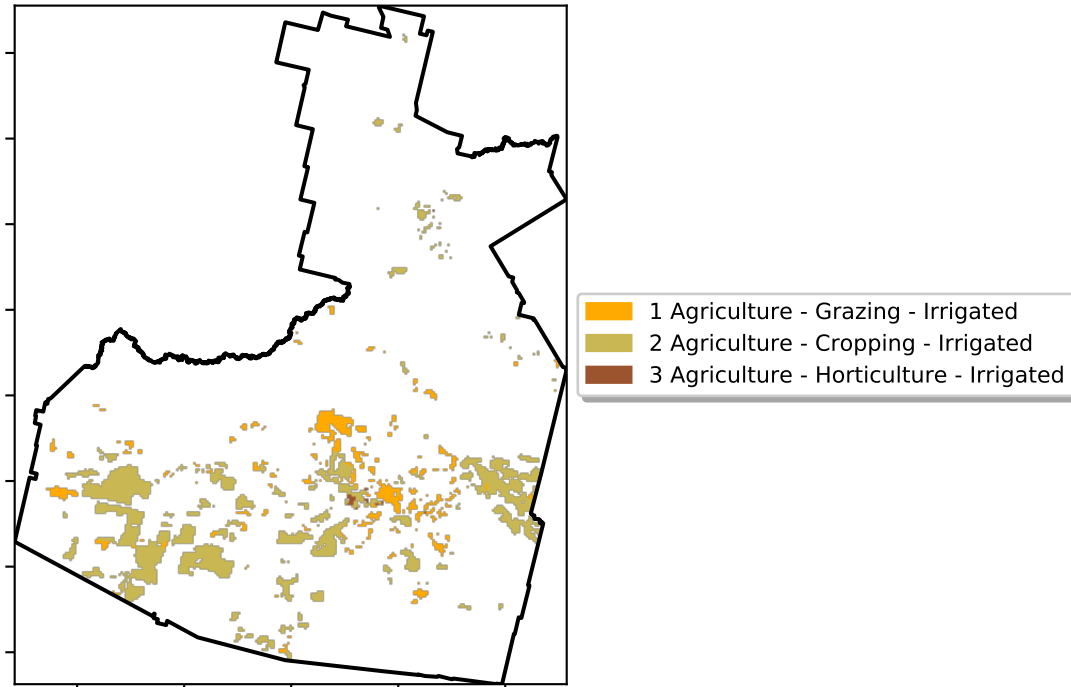 1 Agriculture - Grazing - Irrigated
2 Agriculture - Cropping - Irrigated
3 Agriculture - Horticulture - Irrigated